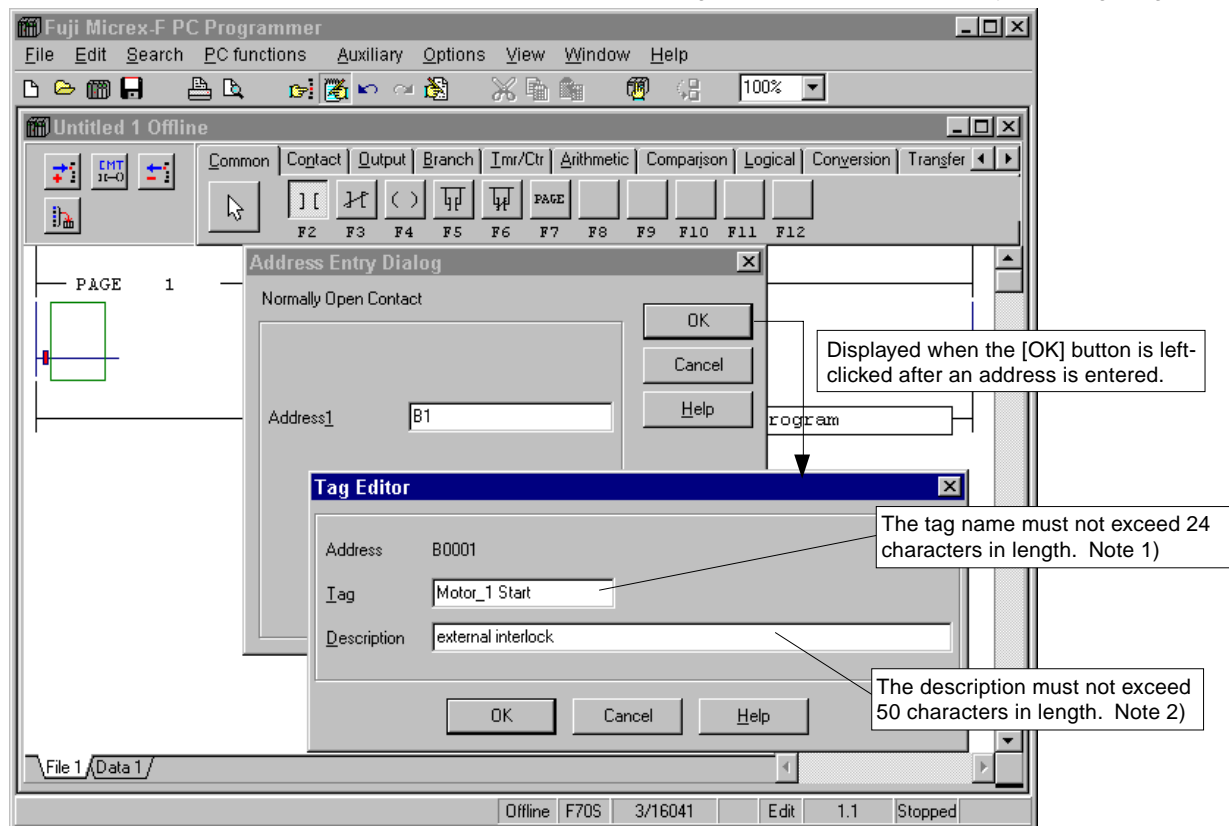 Fuji Micrex-F PC Programmer
File Edit Search PC functions Auxiliary Options View Window Help
100%
Untitled 1 Offline
CMT
Common Contact Output Branch Tmr/Ctr Arithmetic Comparison Logical Conversion Transfer
PAGE
F2 F3 F4 F5 F6 F7 F8 F9 F10 F11 F12
PAGE 1
Address Entry Dialog
Normally Open Contact
OK
Cancel
Help
Address1 B1
rogram
Displayed when the [OK] button is left-
clicked after an address is entered.
Tag Editor
Address B0001
Tag Motor_1 Start
Description external interlock
OK Cancel Help
The tag name must not exceed 24
characters in length. Note 1)
The description must not exceed
50 characters in length. Note 2)
File 1 Data 1
Offline F70S 3/16041 Edit 1.1 Stopped